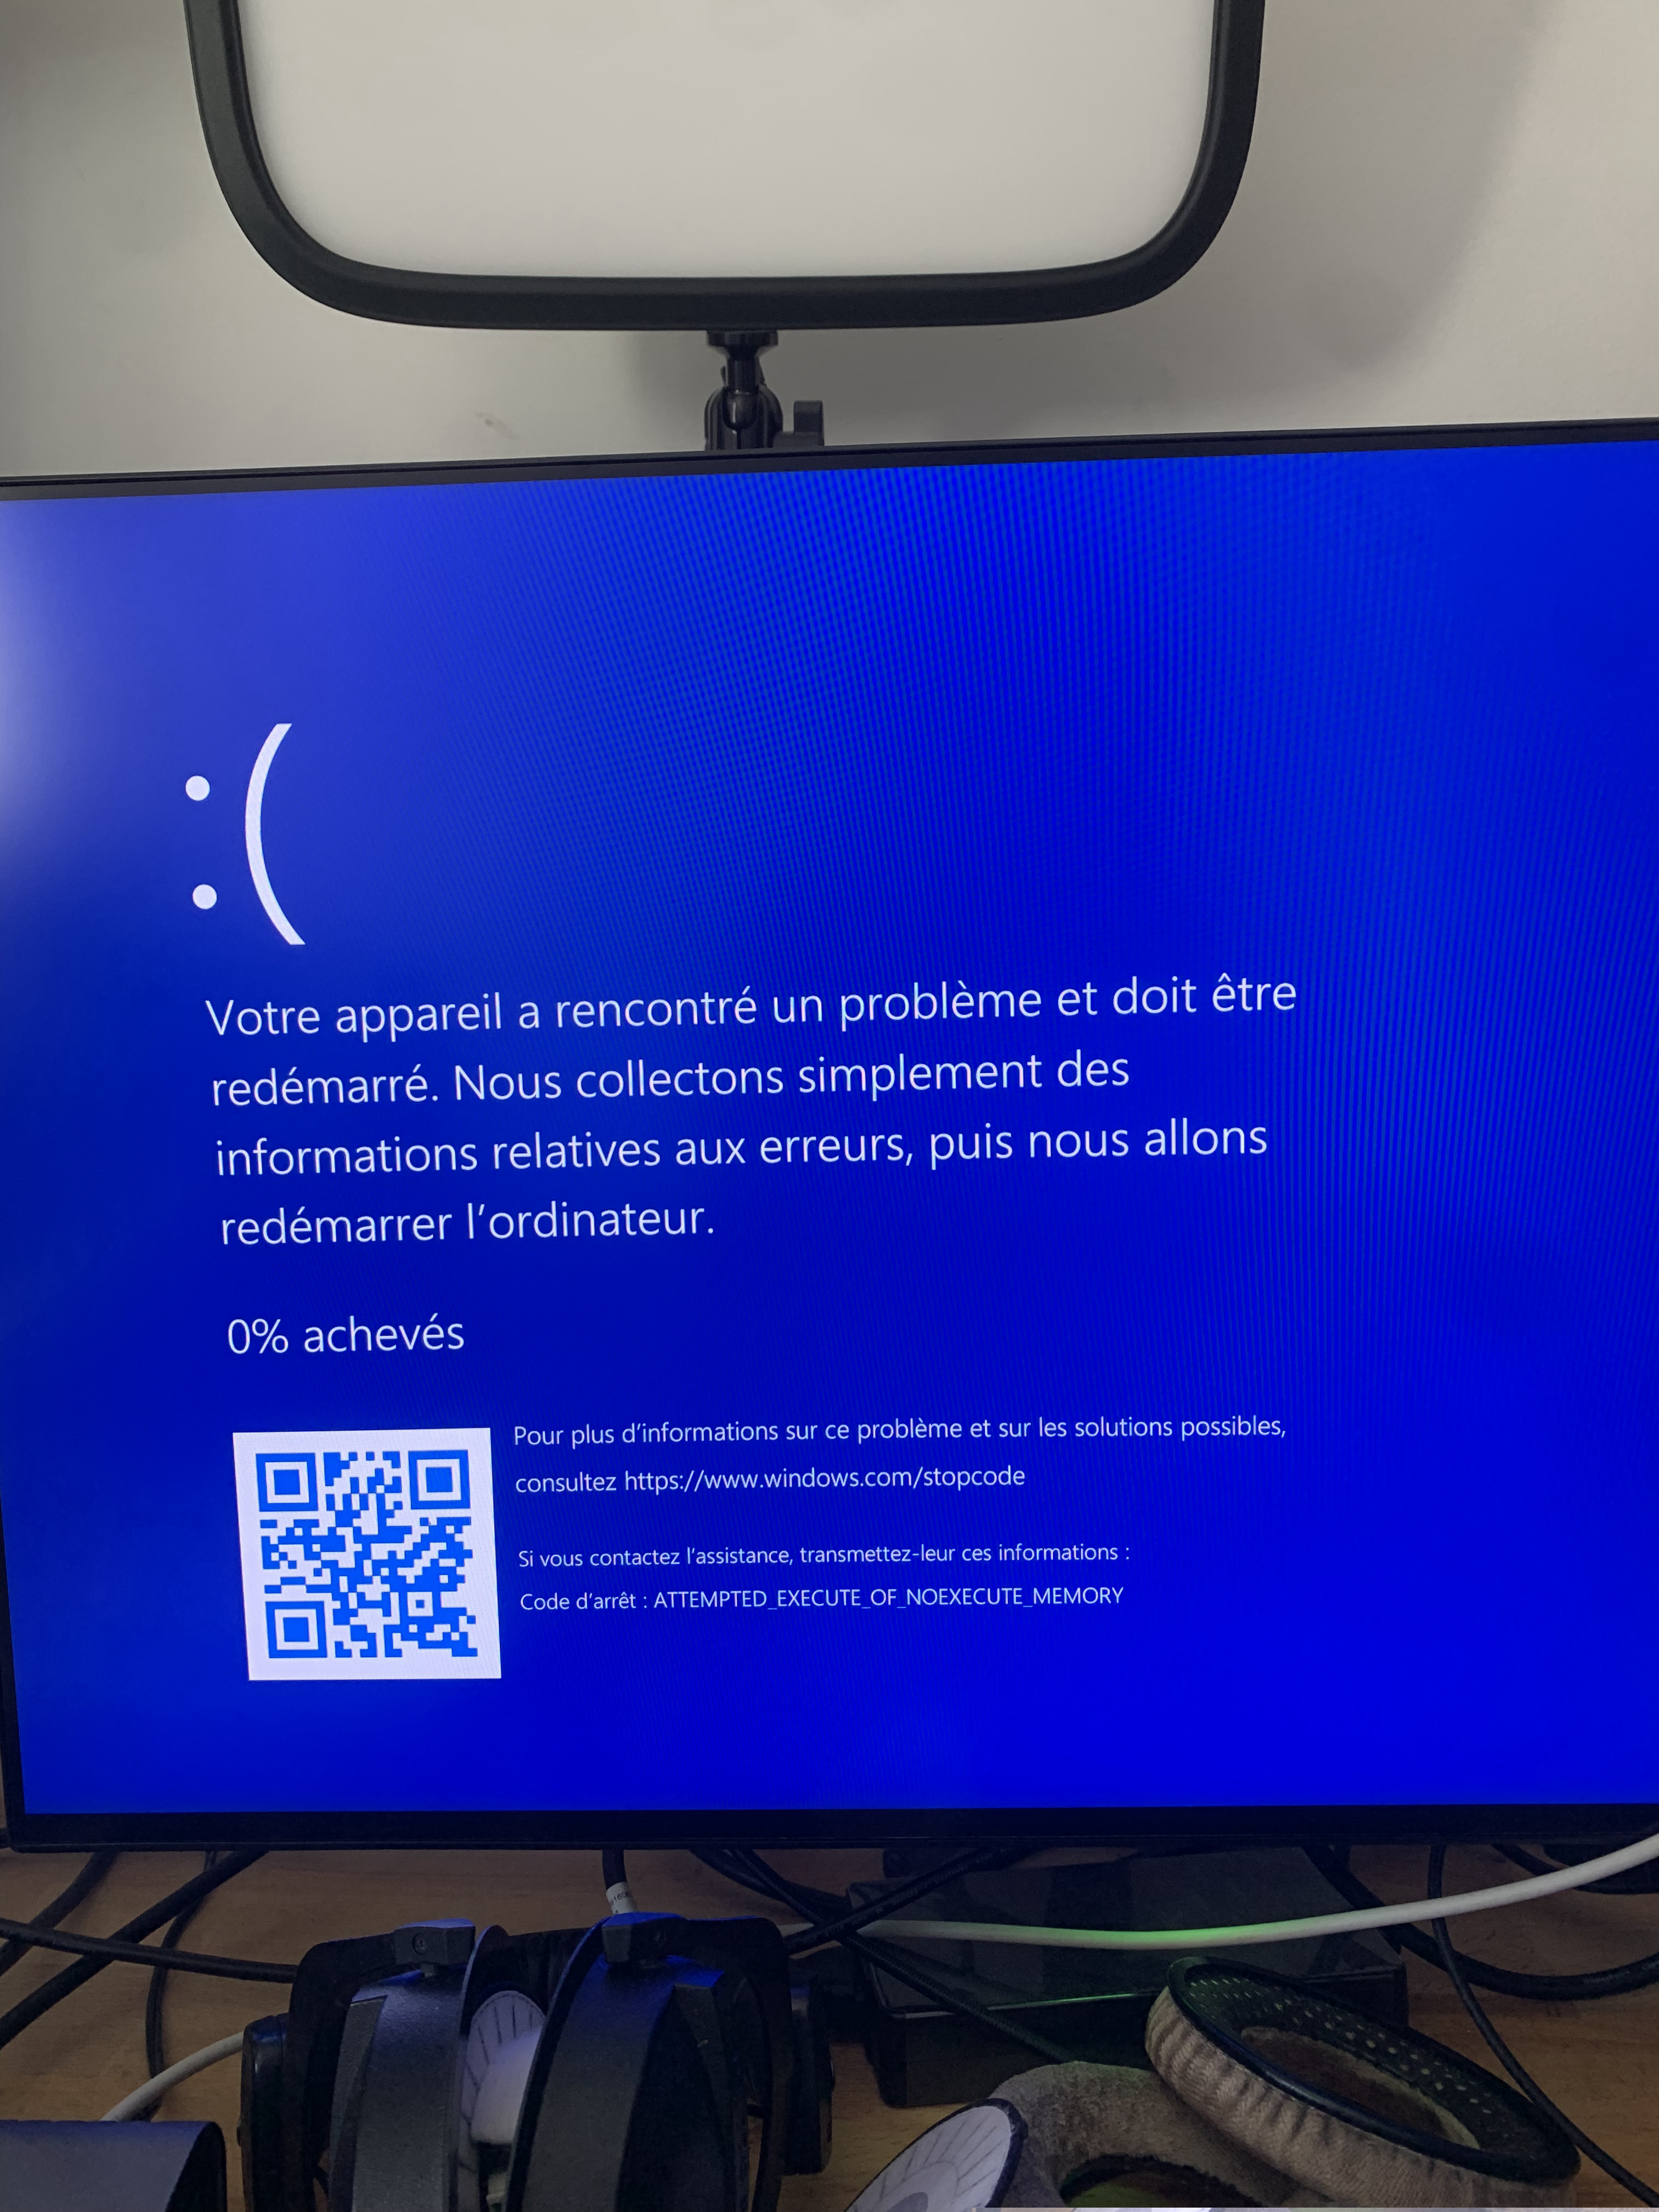 :(
Votre appareil a rencontré un problème et doit être
redémarré. Nous collectons simplement des
informations relatives aux erreurs, puis nous allons
redémarrer l’ordinateur.
0% achevés
Pour plus d’informations sur ce problème et sur les solutions possibles,
consultez https://www.windows.com/stopcode
Si vous contactez l’assistance, transmettez-leur ces informations :
Code d’arrêt : ATTEMPTED_EXECUTE_OF_NOEXECUTE_MEMORY